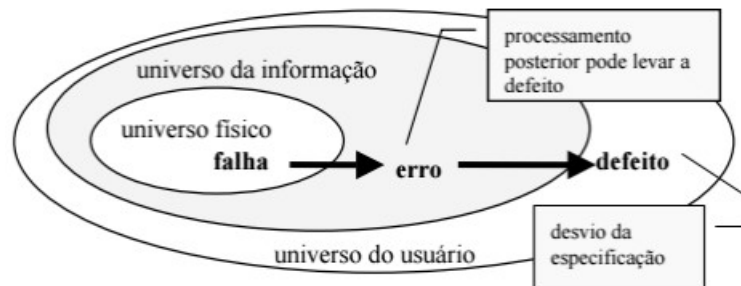 processamento
posterior pode levar a
defeito
universo da informação
universo físico
falha
erro
defeito
universo do usuário
desvio da
especificação